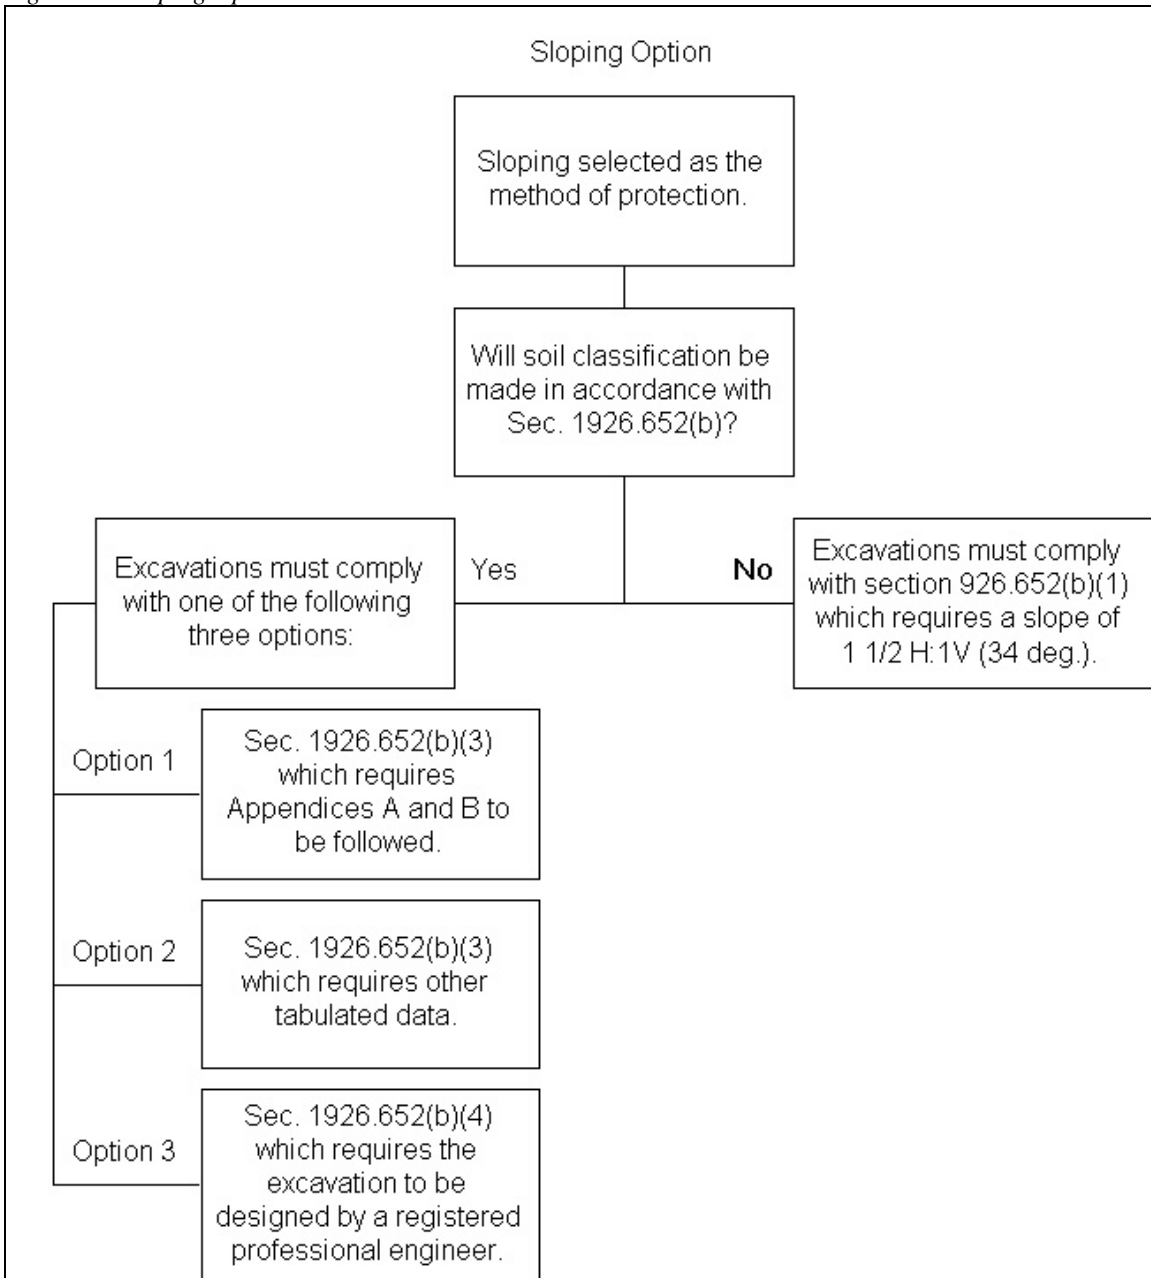 Sloping Option
Sloping selected as the
method of protection.
Will soil classification be
made in accordance with
Sec. 1926.652(b)?
Excavations must comply
with one of the following
three options:
Yes
No
Excavations must comply
with section 926.652(b)(1)
which requires a slope of
1 1/2 H:1V (34 deg.).
Option 1
Sec. 1926.652(b)(3)
which requires
Appendices A and B to
be followed.
Option 2
Sec. 1926.652(b)(3)
which requires other
tabulated data.
Option 3
Sec. 1926.652(b)(4)
which requires the
excavation to be
designed by a registered
professional engineer.